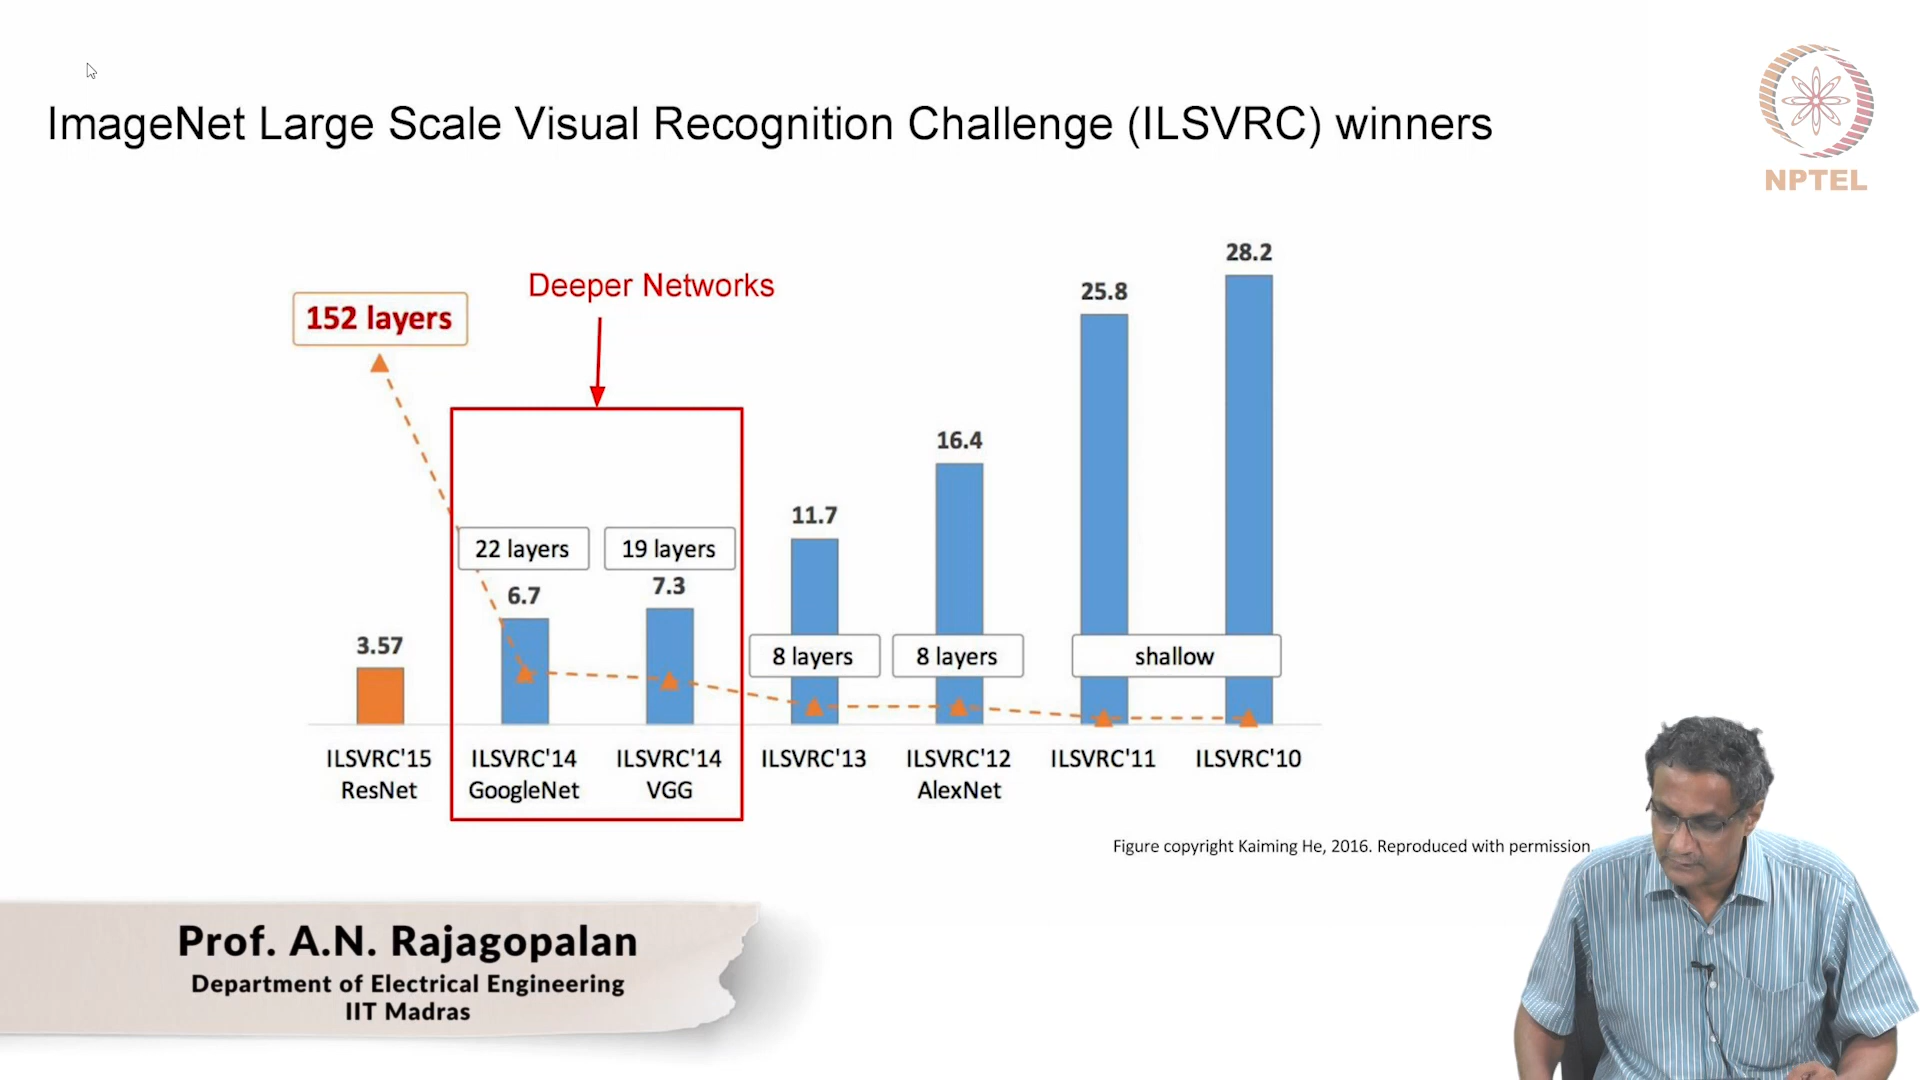 ImageNet Large Scale Visual Recognition Challenge (ILSVRC) winners
NPTEL
Deeper Networks
152 layers
28.2
25.8
16.4
11.7
22 layers
19 layers
6.7
7.3
3.57
8 layers
8 layers
shallow
ILSVRC'15
ResNet
ILSVRC'14
GoogleNet
ILSVRC'14
VGG
ILSVRC'13
ILSVRC'12
AlexNet
ILSVRC'11
ILSVRC'10
Figure copyright Kaiming He, 2016. Reproduced with permission.
Prof. A.N. Rajagopalan
Department of Electrical Engineering
IIT Madras